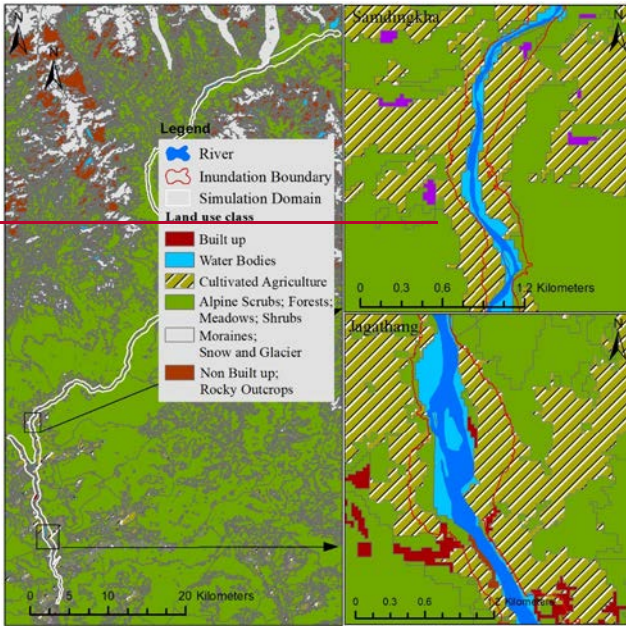 N
N
Legend
River
Inundation Boundary
Simulation Domain
Land use class
Built up
Water Bodies
Cultivated Agriculture
Alpine Scrubs; Forests;
Meadows; Shrubs
Moraines;
Snow and Glacier
Non Built up;
Rocky Outcrops
0 5 10 20 Kilometers
Samdingkha
N
0 0.3 0.6 1.2 Kilometers
Jagathang
N
0 0.3 0.6 1.2 Kilometers